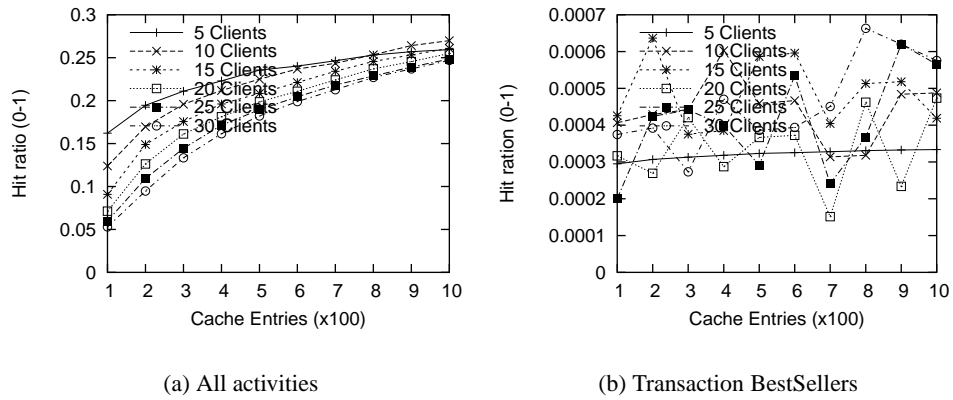 0.3
0.25
0.2
0.15
0.1
0.05
0
Hit ratio (0-1)
5 Clients
10 Clients
15 Clients
20 Clients
25 Clients
30 Clients
1 2 3 4 5 6 7 8 9 10
Cache Entries (x100)
(a) All activities
0.0007
0.0006
0.0005
0.0004
0.0003
0.0002
0.0001
0
Hit ration (0-1)
5 Clients
10 Clients
15 Clients
20 Clients
25 Clients
30 Clients
1 2 3 4 5 6 7 8 9 10
Cache Entries (x100)
(b) Transaction BestSellers